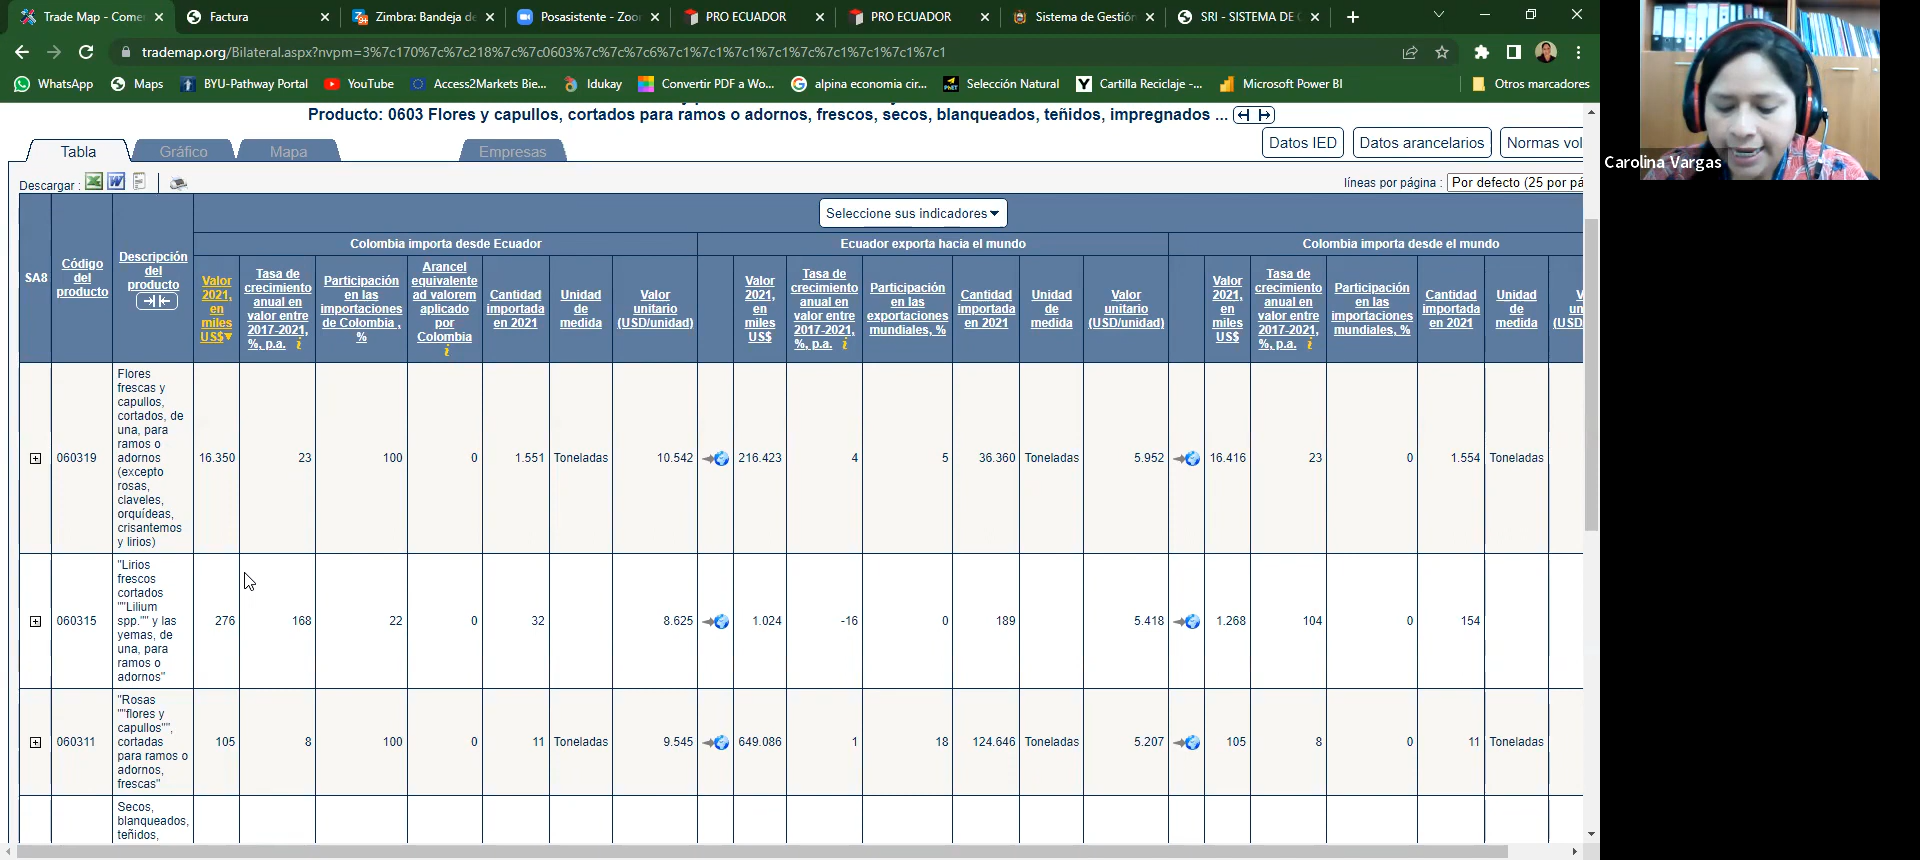 Trade Map - Come
Factura
Zimbra: Bandeja d
Posasistente - Zoo
PRO ECUADOR
PRO ECUADOR
Sistema de Gestión
SRI - SISTEMA DE
trademap.org/Bilateral.aspx?nvpm=3%7c170%7c%7c218%7c%7c0603%7c%7c%7c6%7c1%7c1%7c1%7c1%7c%7c1%7c1%7c1%7c1
WhatsApp
Maps
BYU-Pathway Portal
YouTube
Access2Markets Bie...
Idukay
Convertir PDF a Wo...
alpina economia cir...
Selección Natural
Cartilla Reciclaje -...
Microsoft Power BI
Otros marcadores
Producto: 0603 Flores y capullos, cortados para ramos o adornos, frescos, secos, blanqueados, teñidos, impregnados ...
Tabla
Gráfico
Mapa
Empresas
Datos IED
Datos arancelarios
Normas vol
Carolina Vargas
Descargar :
líneas por página :
Por defecto (25 por pá
Seleccione sus indicadores
SA8
Código
del
producto
Descripción
del
producto
Colombia importa desde Ecuador
Ecuador exporta hacia el mundo
Colombia importa desde el mundo
Valor
2021,
en
miles
US$
Tasa de
crecimiento
anual en
valor entre
2017-2021,
%, p.a. i
Participación
en las
importaciones
de Colombia ,
%
Arancel
equivalente
ad valorem
aplicado
por
Colombia
i
Cantidad
importada
en 2021
Unidad
de
medida
Valor
unitario
(USD/unidad)
Valor
2021,
en
miles
US$
Tasa de
crecimiento
anual en
valor entre
2017-2021,
%, p.a. i
Participación
en las
exportaciones
mundiales, %
Cantidad
importada
en 2021
Unidad
de
medida
Valor
unitario
(USD/unidad)
Valor
2021,
en
miles
US$
Tasa de
crecimiento
anual en
valor entre
2017-2021,
%, p.a. i
Participación
en las
importaciones
mundiales, %
Cantidad
importada
en 2021
Unidad
de
medida
V
un
(USD
060319
Flores
frescas y
capullos,
cortados, de
una, para
ramos o
adornos
(excepto
rosas,
claveles,
orquídeas,
crisantemos
y lirios)
16.350 23 100 0 1.551 Toneladas 10.542 216.423 4 5 36.360 Toneladas 5.952 16.416 23 0 1.554 Toneladas
060315
"Lirios
frescos
cortados
""Lilium
spp."" y las
yemas, de
una, para
ramos o
adornos"
276 168 22 0 32 8.625 1.024 -16 0 189 5.418 1.268 104 0 154
060311
"Rosas
""flores y
capullos"",
cortadas
para ramos o
adornos,
frescas"
105 8 100 0 11 Toneladas 9.545 649.086 1 18 124.646 Toneladas 5.207 105 8 0 11 Toneladas
Secos,
blanqueados,
teñidos,